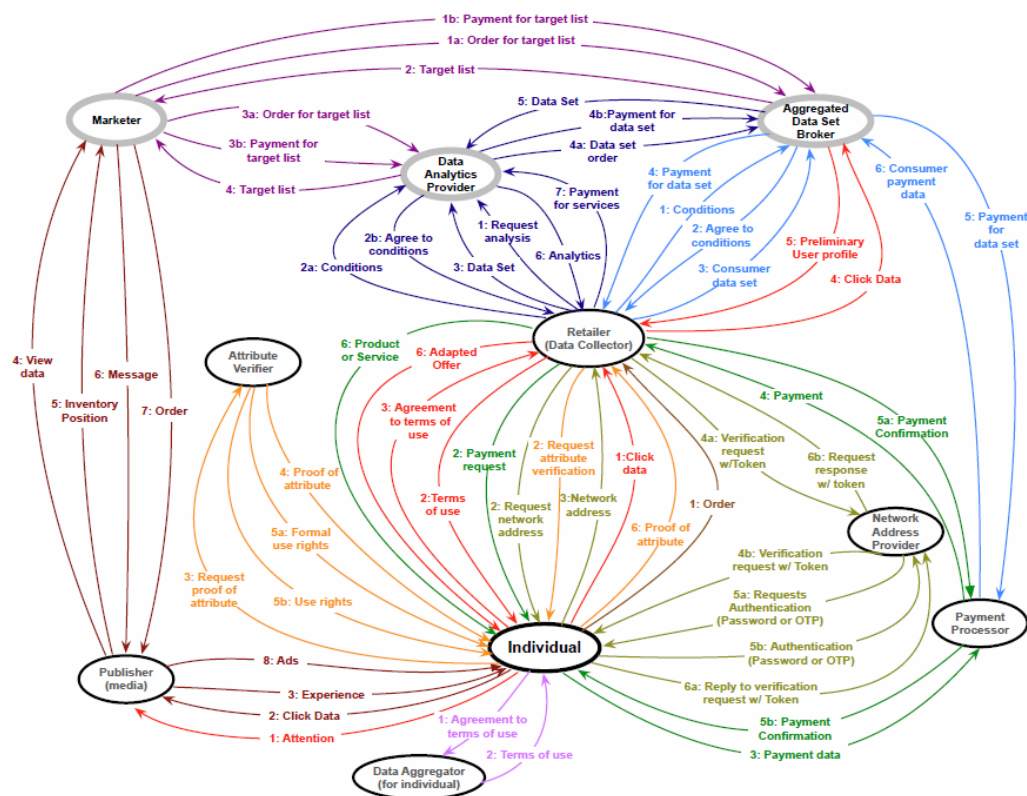 1b: Payment for target list
1a: Order for target list
2: Target list
Marketer
3a: Order for target list
3b: Payment for
target list
4: Target list
5: Data Set
4b:Payment for
data set
4a: Data set
order
Aggregated
Data Set
Broker
Data
Analytics
Provider
7: Payment
for services
4: Payment
for data set
6: Consumer
payment
data
1: Conditions
1: Request
analysis
2b: Agree to
conditions
2: Agree to
conditions
5: Payment
for
data set
5: Preliminary
User profile
6: Analytics
2a: Conditions
3: Data Set
3: Consumer
data set
4: Click Data
Retailer
(Data Collector)
6: Product
or Service
6: Adapted
Offer
Attribute
Verifier
4: View
data
6: Message
5: Inventory
Position
7: Order
3: Agreement
to terms of
use
4: Payment
5a: Payment
Confirmation
4a: Verification
request
w/Token
2: Payment
request
2: Request
attribute
verification
1:Click
data
6b: Request
response
w/ token
4: Proof of
attribute
2:Terms
of use
3:Network
address
1: Order
2: Request
network
address
6: Proof of
attribute
Network
Address
Provider
5a: Formal
use rights
4b: Verification
request w/ Token
3: Request
proof of
attribute
5b: Use rights
5a: Requests
Authentication
(Password or OTP)
Payment
Processor
Individual
5b: Authentication
(Password or OTP)
Publisher
(media)
8: Ads
3: Experience
2: Click Data
1: Attention
6a: Reply to verification
request w/ Token
1: Agreement to
terms of use
5b: Payment
Confirmation
2: Terms of use
3: Payment data
Data Aggregator
(for individual)